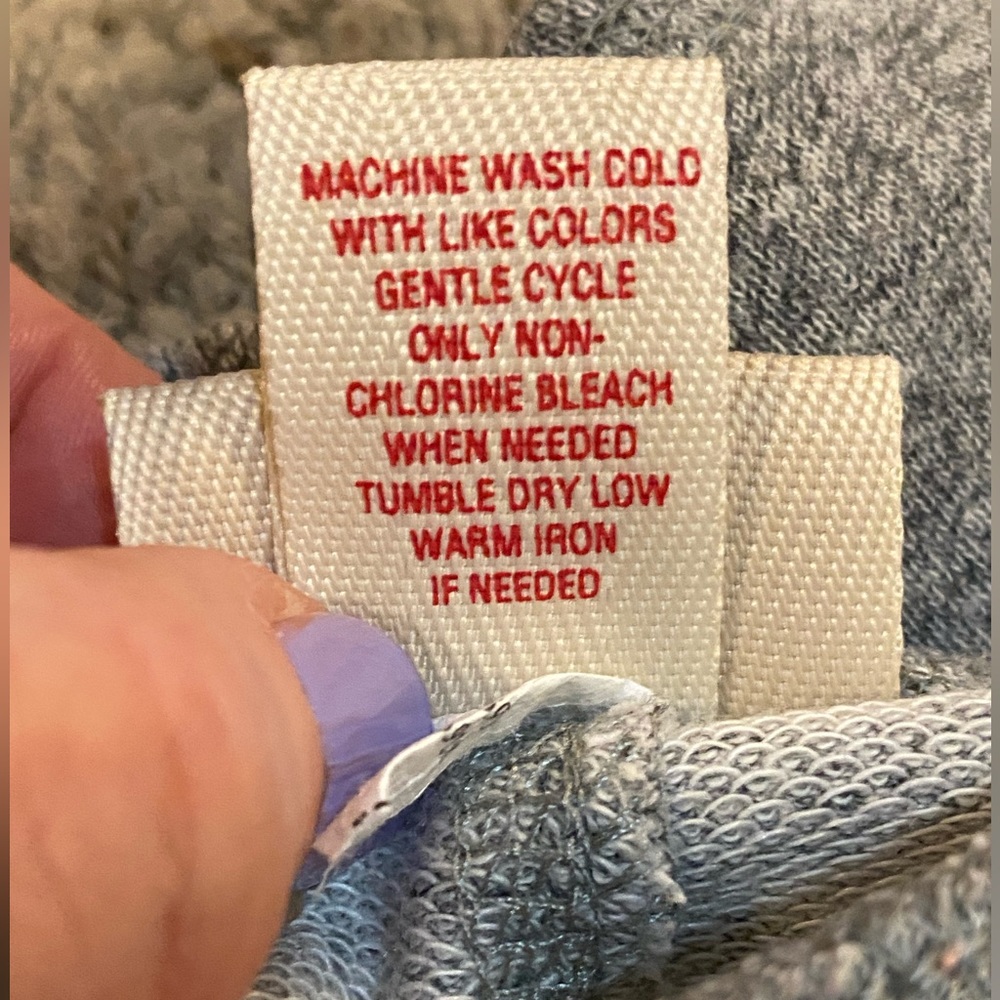 MACHINE WASH COLD
WITH LIKE COLORS
GENTLE CYCLE
ONLY NON-
CHLORINE BLEACH
WHEN NEEDED
TUMBLE DRY LOW
WARM IRON
IF NEEDED